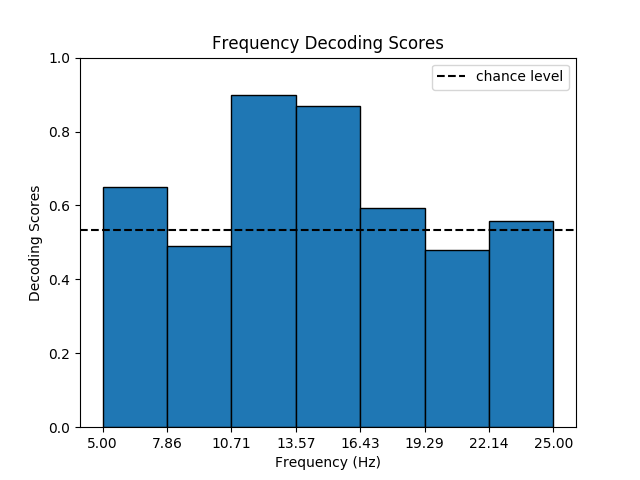 Frequency Decoding Scores
chance level
1.0
0.8
0.6
0.4
0.2
0.0
Decoding Scores
5.00 7.86 10.71 13.57 16.43 19.29 22.14 25.00
Frequency (Hz)